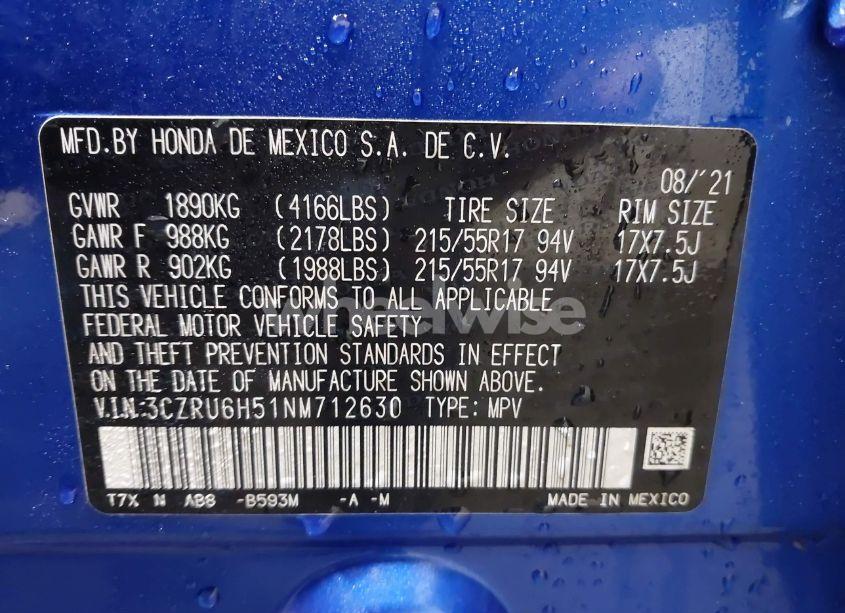 MFD.BY HONDA DE MEXICO S.A. DE C.V.
08/'21
GVWR 1890KG (4166LBS) TIRE SIZE RIM SIZE
GAWR F 988KG (2178LBS) 215/55R17 94V 17X7.5J
GAWR R 902KG (1988LBS) 215/55R17 94V 17X7.5J
THIS VEHICLE CONFORMS TO ALL APPLICABLE
FEDERAL MOTOR VEHICLE SAFETY
AND THEFT PREVENTION STANDARDS IN EFFECT
ON THE DATE OF MANUFACTURE SHOWN ABOVE.
V.I.N:3CZRU6H51NM712630 TYPE: MPV
T7X N AB8 -B593M -A -M MADE IN MEXICO
wheelwise